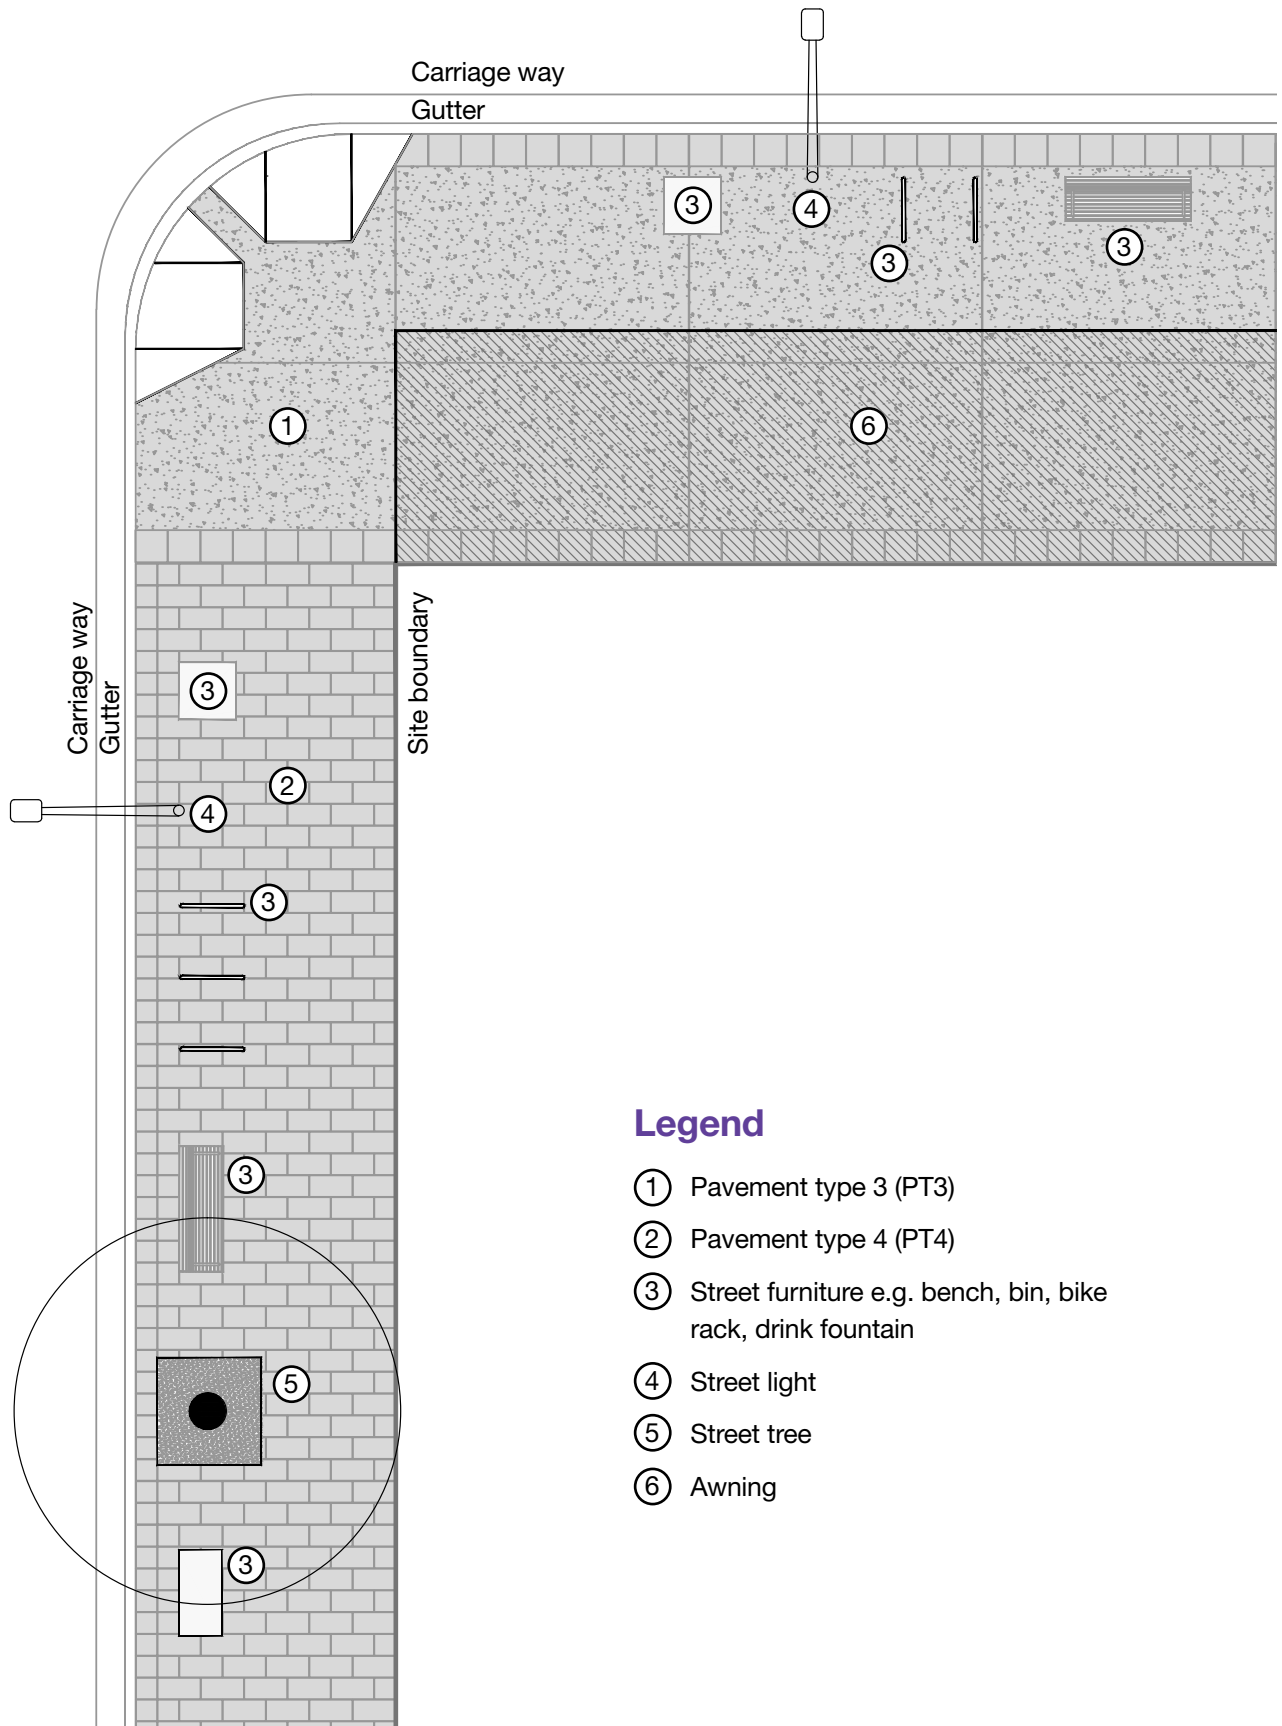 Carriage way
Gutter
3
4
3
3
1
6
Carriage way
Gutter
Site boundary
3
2
4
3
3
5
3
Legend
1 Pavement type 3 (PT3)
2 Pavement type 4 (PT4)
3 Street furniture e.g. bench, bin, bike
rack, drink fountain
4 Street light
5 Street tree
6 Awning